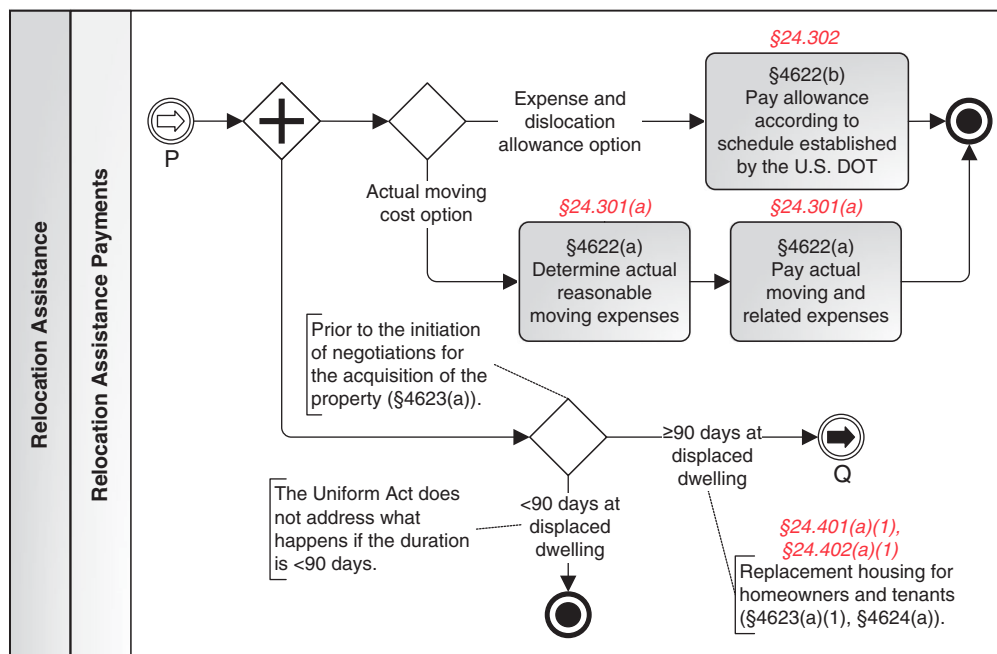 Relocation Assistance
Relocation Assistance Payments
P
Expense and
dislocation
allowance option
§24.302
§4622(b)
Pay allowance
according to
schedule established
by the U.S. DOT
Actual moving
cost option
§24.301(a)
§4622(a)
Determine actual
reasonable
moving expenses
§24.301(a)
§4622(a)
Pay actual
moving and
related expenses
Prior to the initiation
of negotiations for
the acquisition of the
property (§4623(a)).
≥90 days at
displaced
dwelling
Q
The Uniform Act does
not address what
happens if the duration
is <90 days.
<90 days at
displaced
dwelling
§24.401(a)(1),
§24.402(a)(1)
Replacement housing for
homeowners and tenants
(§4623(a)(1), §4624(a)).